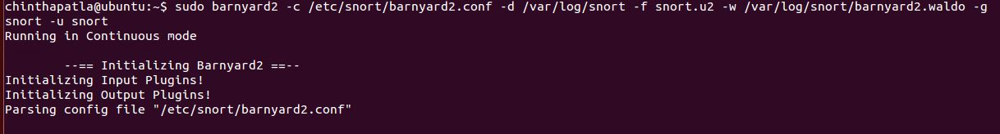 chinthapatla@ubuntu:~$ sudo barnyard2 -c /etc/snort/barnyard2.conf -d /var/log/snort -f snort.u2 -w /var/log/snort/barnyard2.waldo -g
snort -u snort
Running in Continuous mode
--== Initializing Barnyard2 ==--
Initializing Input Plugins!
Initializing Output Plugins!
Parsing config file "/etc/snort/barnyard2.conf"